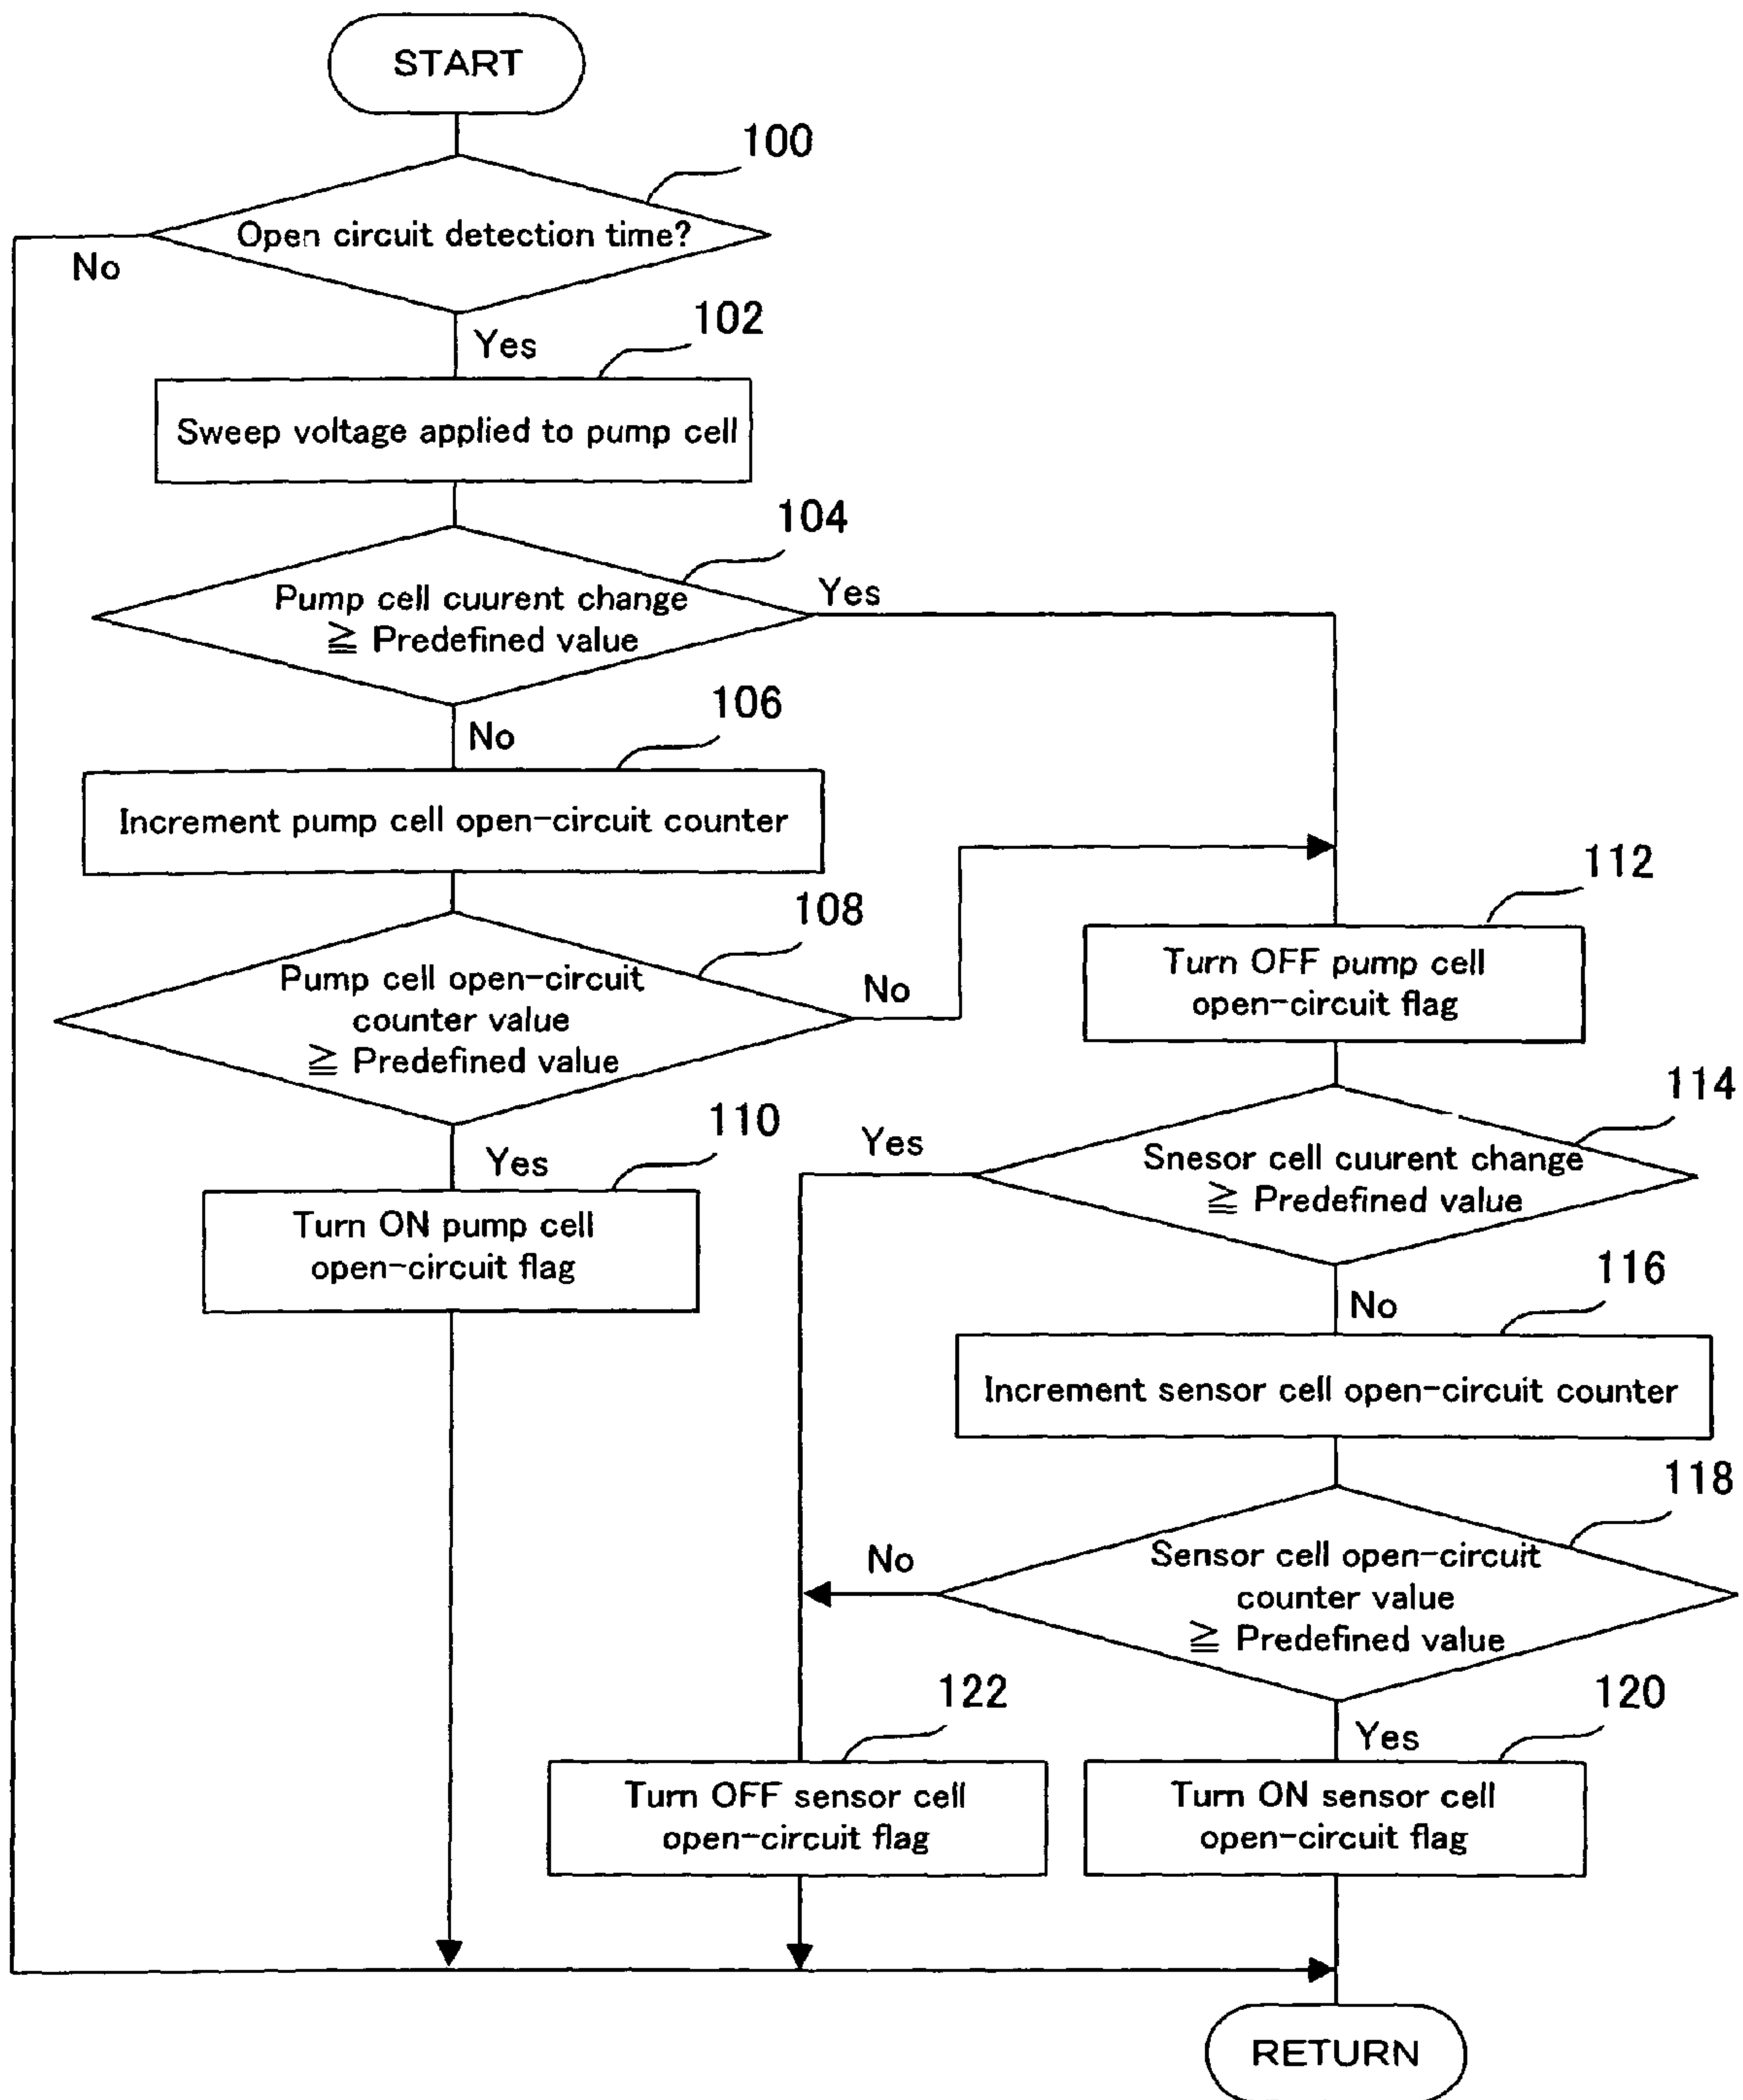 START
100
Open circuit detection time?
No
Yes
102
Sweep voltage applied to pump cell
104
Pump cell cuurent change
≧ Predefined value
Yes
No
106
Increment pump cell open-circuit counter
108
Pump cell open-circuit
counter value
≧ Predefined value
No
Yes
110
Turn ON pump cell
open-circuit flag
112
Turn OFF pump cell
open-circuit flag
114
Snesor cell cuurent change
≧ Predefined value
Yes
No
116
Increment sensor cell open-circuit counter
118
Sensor cell open-circuit
counter value
≧ Predefined value
No
Yes
122
Turn OFF sensor cell
open-circuit flag
120
Turn ON sensor cell
open-circuit flag
RETURN